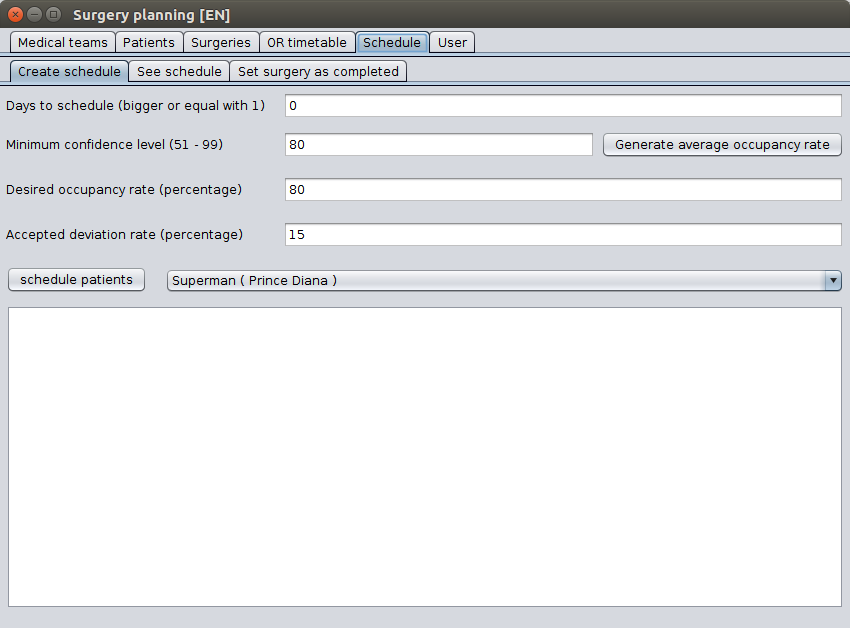 Surgery planning [EN]
Medical teams Patients Surgeries OR timetable Schedule User
Create schedule See schedule Set surgery as completed
Days to schedule (bigger or equal with 1) 0
Minimum confidence level (51 - 99) 80 Generate average occupancy rate
Desired occupancy rate (percentage) 80
Accepted deviation rate (percentage) 15
schedule patients Superman ( Prince Diana )